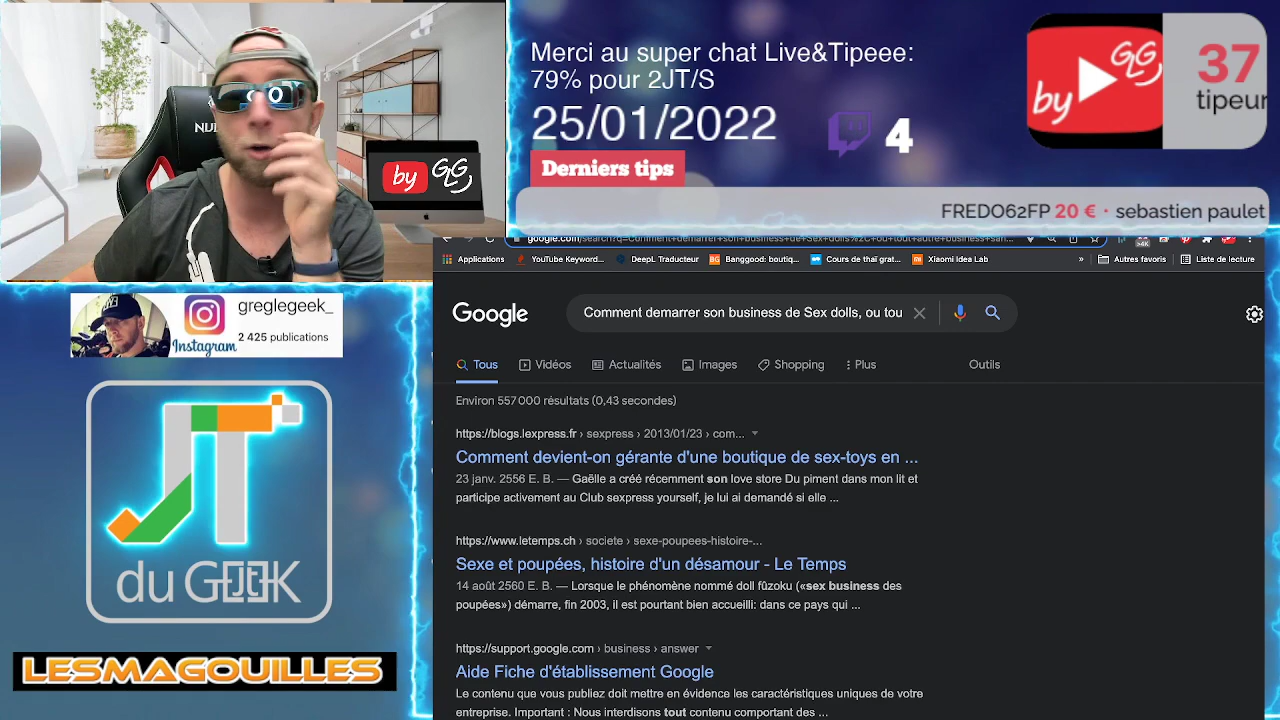 Merci au super chat Live&Tipeee:
79% pour 2JT/S
25/01/2022
4
Derniers tips
by GLG
37
tipeur
FREDO62FP 20 € · sebastien paulet
by GLG
greglegeek_
2 425 publications
Instagram
JT
du GEEK
LESMAGOUILLES
Applications
YouTube Keyword...
DeepL Traducteur
Banggood: boutiq...
Cours de thaï grat...
Xiaomi Idea Lab
»
Autres favoris
Liste de lecture
Google
Comment demarrer son business de Sex dolls, ou tou
Tous
Vidéos
Actualités
Images
Shopping
Plus
Outils
Environ 557 000 résultats (0,43 secondes)
https://blogs.lexpress.fr › sexpress › 2013/01/23 › com...
Comment devient-on gérante d'une boutique de sex-toys en ...
23 janv. 2556 E. B. — Gaëlle a créé récemment son love store Du piment dans mon lit et
participe activement au Club sexpress yourself, je lui ai demandé si elle ...
https://www.letemps.ch › societe › sexe-poupees-histoire-...
Sexe et poupées, histoire d'un désamour - Le Temps
14 août 2560 E. B. — Lorsque le phénomène nommé doll fûzoku («sex business des
poupées») démarre, fin 2003, il est pourtant bien accueilli: dans ce pays qui ...
https://support.google.com › business › answer
Aide Fiche d'établissement Google
Le contenu que vous publiez doit mettre en évidence les caractéristiques uniques de votre
entreprise. Important : Nous interdisons tout contenu comportant des ...